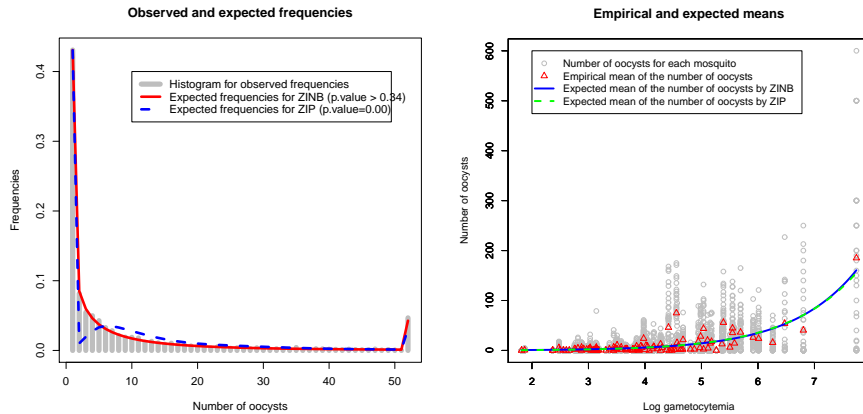 Observed and expected frequencies
Histogram for observed frequencies
Expected frequencies for ZINB (p.value > 0.34)
Expected frequencies for ZIP (p.value=0.00)
Frequencies
0.0
0.1
0.2
0.3
0.4
0
10
20
30
40
50
Number of oocysts
Empirical and expected means
Number of oocysts for each mosquito
Empirical mean of the number of oocysts
Expected mean of the number of oocysts by ZINB
Expected mean of the number of oocysts by ZIP
Number of oocysts
0
100
200
300
400
500
600
2
3
4
5
6
7
Log gametocytemia